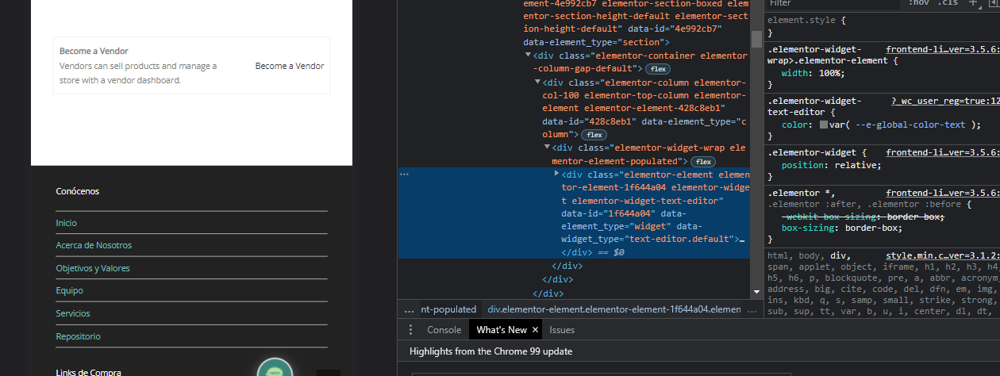 Become a Vendor
Vendors can sell products and manage a
store with a vendor dashboard.
Become a Vendor
Conócenos
Inicio
Acerca de Nosotros
Objetivos y Valores
Equipo
Servicios
Repositorio
Links de Compra
ement-4e992cb7 elementor-section-boxed elem
entor-section-height-default elementor-sect
ion-height-default" data-id="4e992cb7"
data-element_type="section">
<div class="elementor-container elementor
-column-gap-default"> flex
<div class="elementor-column elementor-
col-100 elementor-top-column elementor-
element elementor-element-428c8eb1"
data-id="428c8eb1" data-element_type="c
olumn"> flex
<div class="elementor-widget-wrap ele
mentor-element-populated"> flex
<div class="elementor-element elemen
tor-element-1f644a04 elementor-widge
t elementor-widget-text-editor"
data-id="1f644a04" data-
element_type="widget" data-
widget_type="text-editor.default">…
</div> == $0
</div>
</div>
</div>
... nt-populated div.elementor-element.elementor-element-1f644a04.elemen ...
Console What's New × Issues
Highlights from the Chrome 99 update
Filter :hov .cls +
element.style {
}
.elementor-widget- frontend-li…ver=3.5.6:
wrap>.elementor-element {
width: 100%;
}
.elementor-widget- ?_wc_user_reg=true:12
text-editor {
color: var( --e-global-color-text );
}
.elementor-widget { frontend-li…ver=3.5.6:
position: relative;
}
.elementor *, frontend-li…ver=3.5.6:
.elementor :after, .elementor :before {
-webkit-box-sizing: border-box;
box-sizing: border-box;
}
html, body, div, style.min.c…ver=3.1.2:
span, applet, object, iframe, h1, h2, h3, h4,
h5, h6, p, blockquote, pre, a, abbr, acronym,
address, big, cite, code, del, dfn, em, img,
ins, kbd, q, s, samp, small, strike, strong,
sub, sup, tt, var, b, u, i, center, dl, dt,